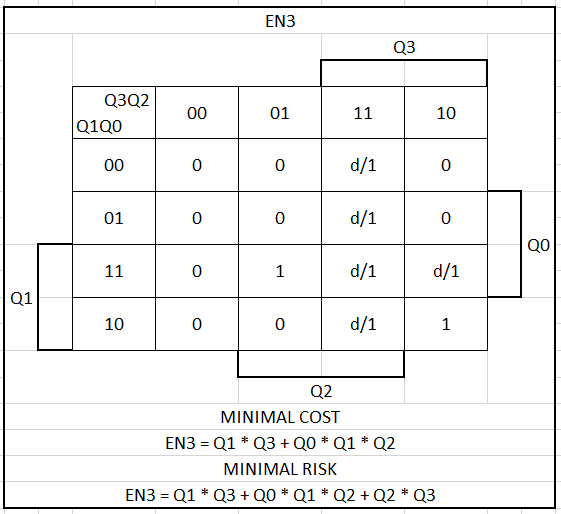 EN3
Q3
Q3Q2 00 01 11 10
Q1Q0
00 0 0 d/1 0
01 0 0 d/1 0
Q0
11 0 1 d/1 d/1
Q1
10 0 0 d/1 1
Q2
MINIMAL COST
EN3 = Q1 * Q3 + Q0 * Q1 * Q2
MINIMAL RISK
EN3 = Q1 * Q3 + Q0 * Q1 * Q2 + Q2 * Q3